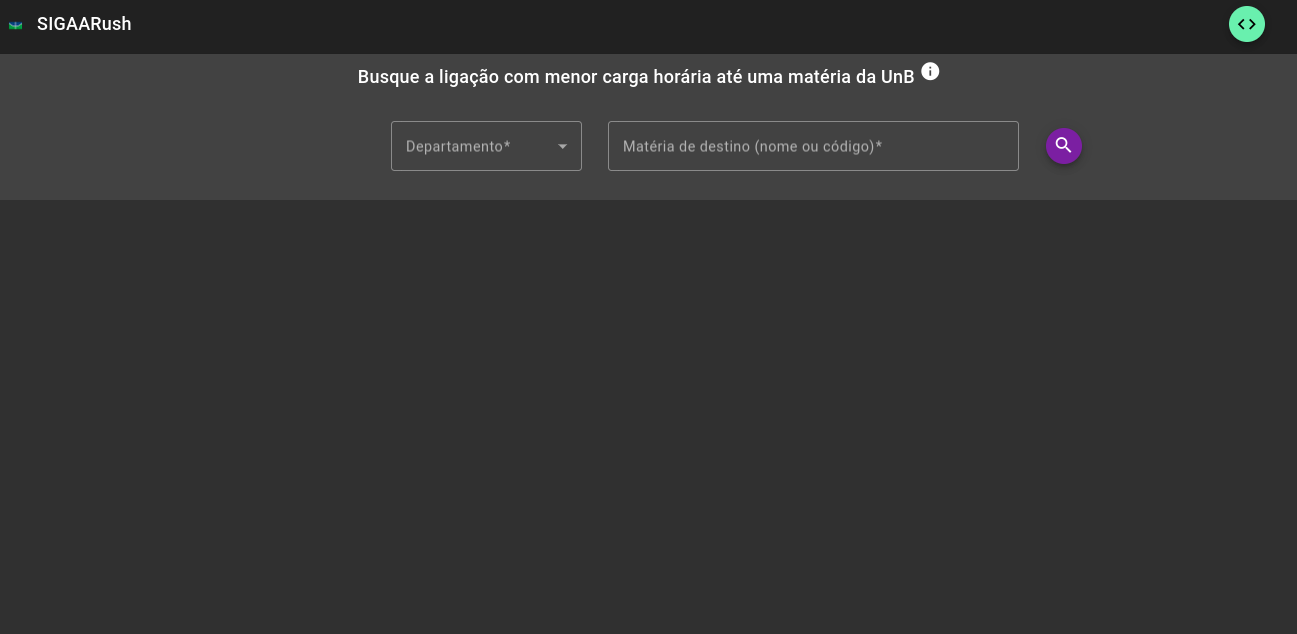 SIGAARush
Busque a ligação com menor carga horária até uma matéria da UnB
Departamento*
Matéria de destino (nome ou código)*